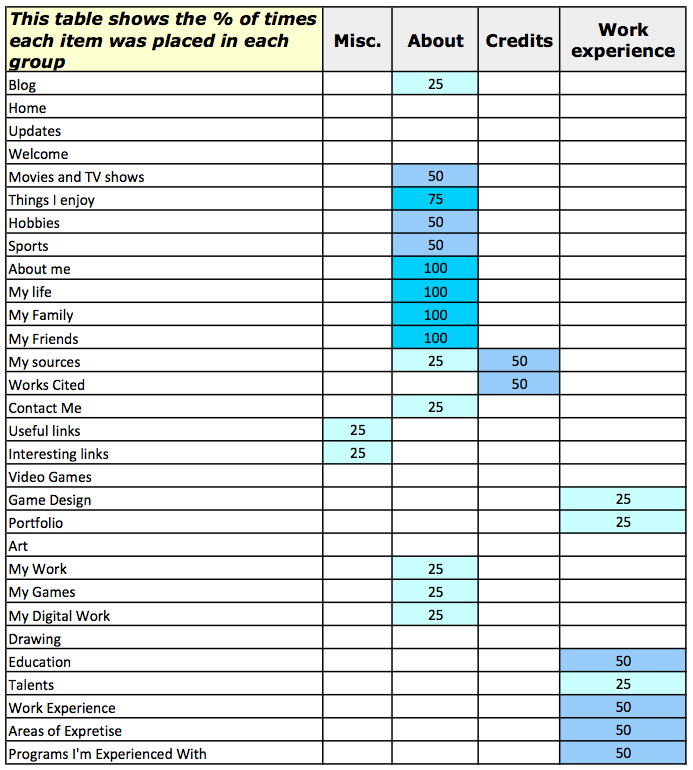 This table shows the % of times
each item was placed in each
group
Misc. About Credits Work
experience
Blog 25
Home
Updates
Welcome
Movies and TV shows 50
Things I enjoy 75
Hobbies 50
Sports 50
About me 100
My life 100
My Family 100
My Friends 100
My sources 25 50
Works Cited 50
Contact Me 25
Useful links 25
Interesting links 25
Video Games
Game Design 25
Portfolio 25
Art
My Work 25
My Games 25
My Digital Work 25
Drawing
Education 50
Talents 25
Work Experience 50
Areas of Expretise 50
Programs I'm Experienced With 50